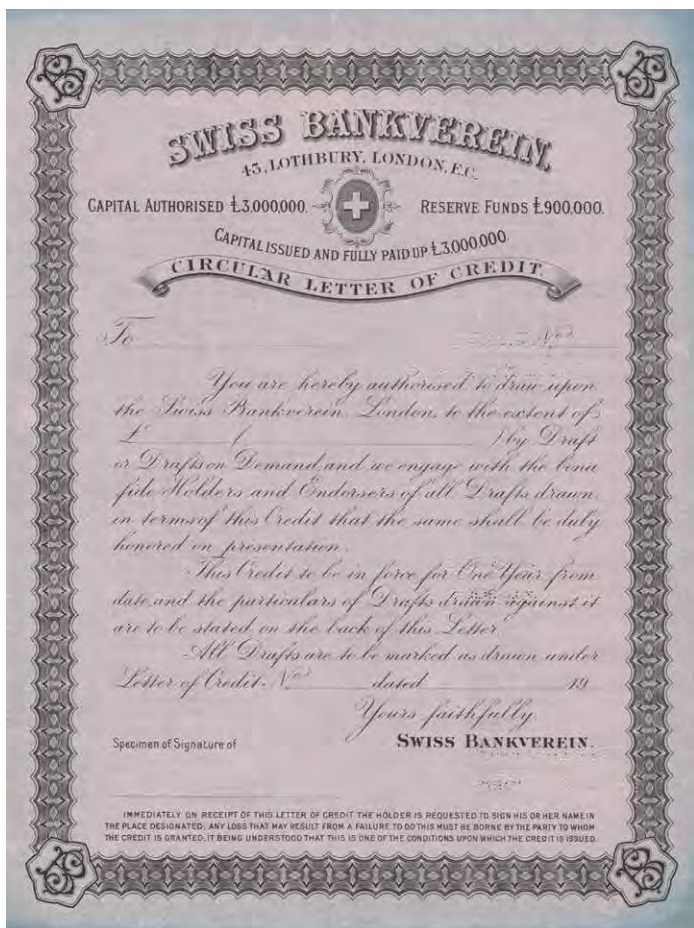 SWISS BANKVEREIN,
43, LOTHBURY, LONDON, E.C.
CAPITAL AUTHORISED £3,000,000. RESERVE FUNDS £900,000.
CAPITAL ISSUED AND FULLY PAID UP £3,000,000
CIRCULAR LETTER OF CREDIT.
To No.
You are hereby authorised to draw upon
the Swiss Bankverein, London, to the extent of
£ ( ) by Draft
or Drafts on Demand, and we engage with the bona
fide Holders and Endorsers of all Drafts drawn
in terms of this Credit that the same shall be duly
honored on presentation.
This Credit to be in force for One Year from
date, and the particulars of Drafts drawn against it
are to be stated on the back of this Letter.
All Drafts are to be marked as drawn under
Letter of Credit No. dated 19
Yours faithfully,
Specimen of Signature of SWISS BANKVEREIN.
IMMEDIATELY ON RECEIPT OF THIS LETTER OF CREDIT THE HOLDER IS REQUESTED TO SIGN HIS OR HER NAME IN
THE PLACE DESIGNATED; ANY LOSS THAT MAY RESULT FROM A FAILURE TO DO THIS MUST BE BORNE BY THE PARTY TO WHOM
THE CREDIT IS GRANTED, IT BEING UNDERSTOOD THAT THIS IS ONE OF THE CONDITIONS UPON WHICH THE CREDIT IS ISSUED.